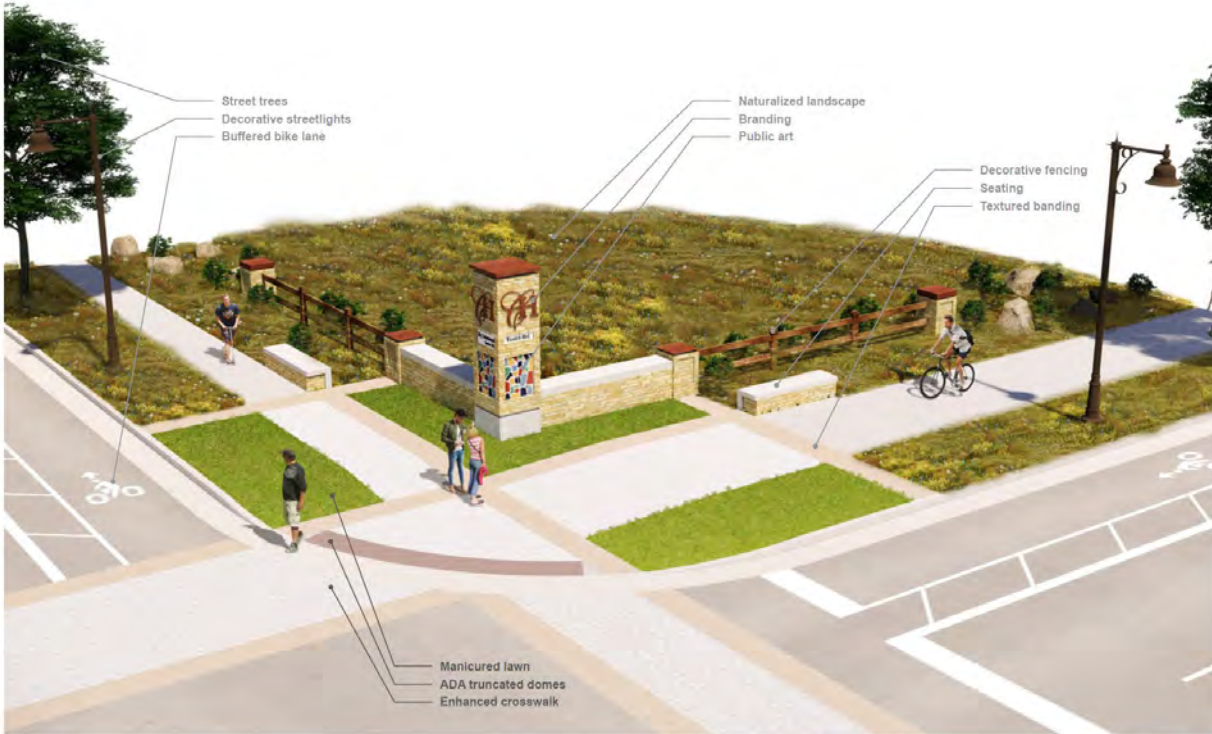 Street trees
Decorative streetlights
Buffered bike lane
Naturalized landscape
Branding
Public art
Decorative fencing
Seating
Textured banding
CH
Manicured lawn
ADA truncated domes
Enhanced crosswalk